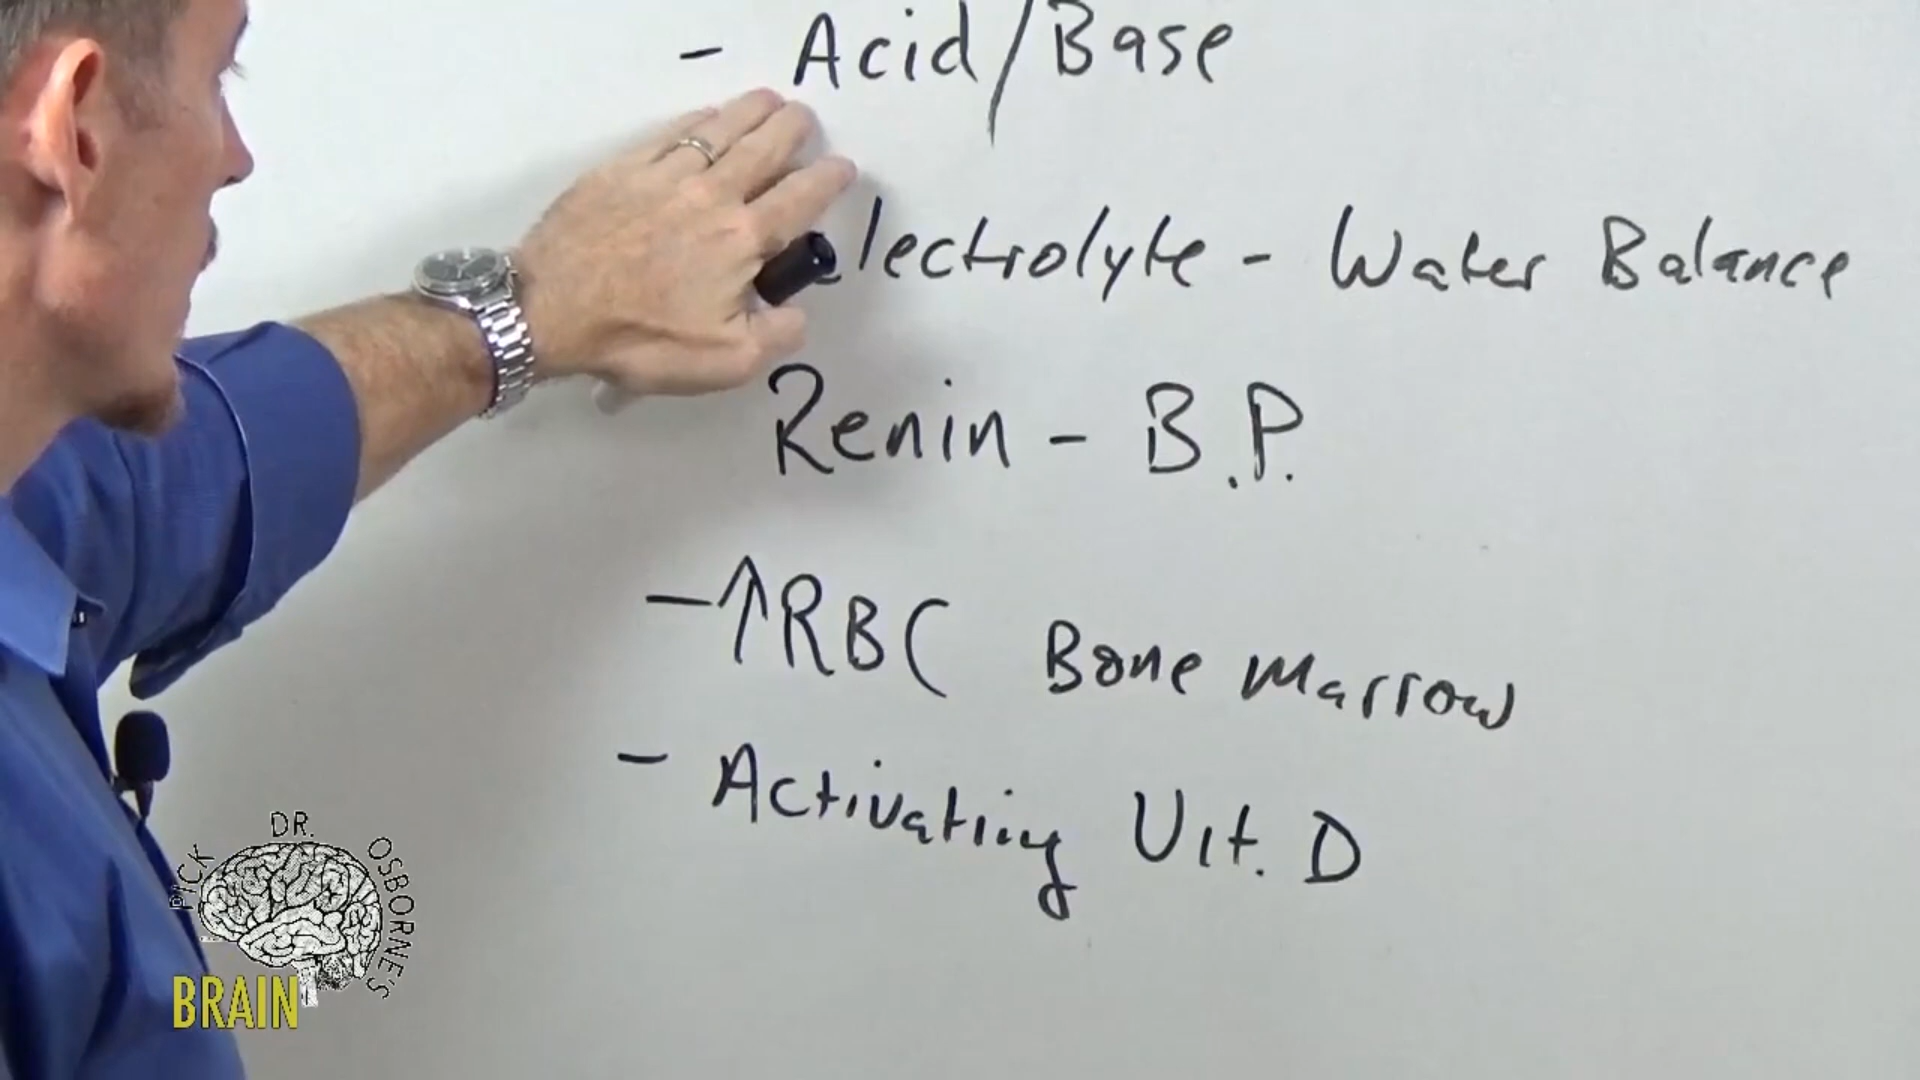 - Acid/Base
lectrolyte - Water Balance
Renin - B.P.
-↑RBC Bone Marrow
- Activating Vit. D
PICK DR. OSBORNE'S
BRAIN